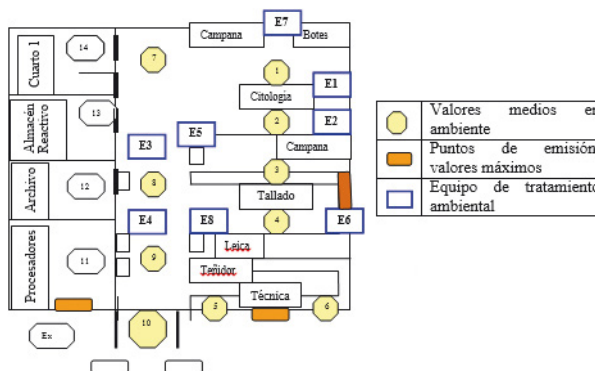 E7
Campana
Botes
14
7
Cuarto 1
1
E1
Citología
13
E2
2
E5
Almacén
Reactivo
E3
Campana
3
8
12
Archivo
Tallado
E4
E8
4
E6
Leica
9
11
Procesadores
Teñidor
Técnica
5
6
10
Ex
Valores medios en
ambiente
Puntos de emisión
valores máximos
Equipo de tratamiento
ambiental